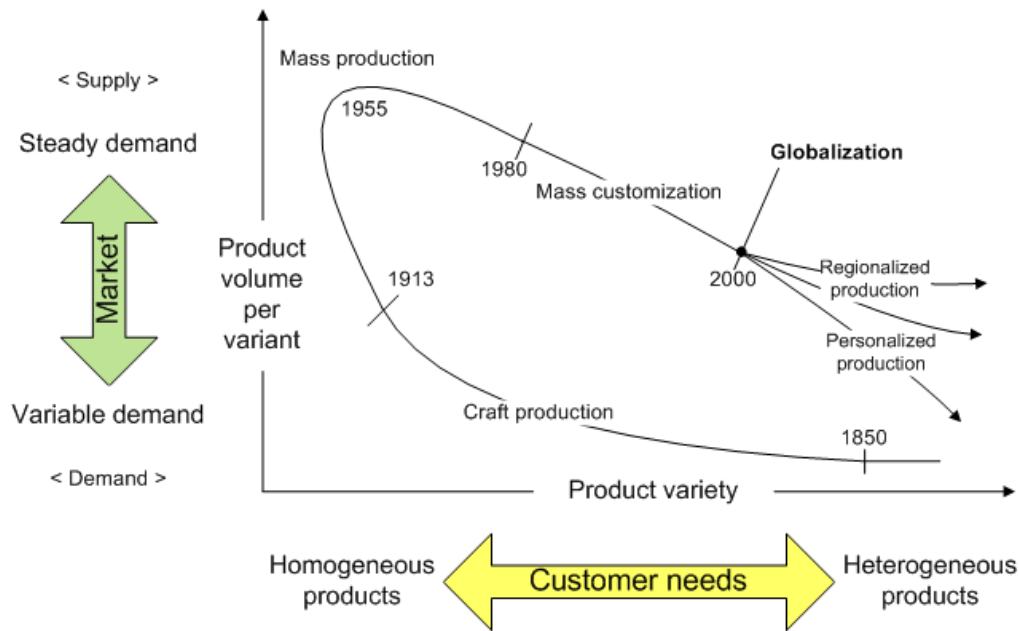 Mass production
< Supply >
1955
Steady demand
1980
Globalization
Mass customization
Market
Product
volume
per
variant
1913
2000
Regionalized
production
Personalized
production
Variable demand
Craft production
1850
< Demand >
Product variety
Homogeneous
products
Customer needs
Heterogeneous
products